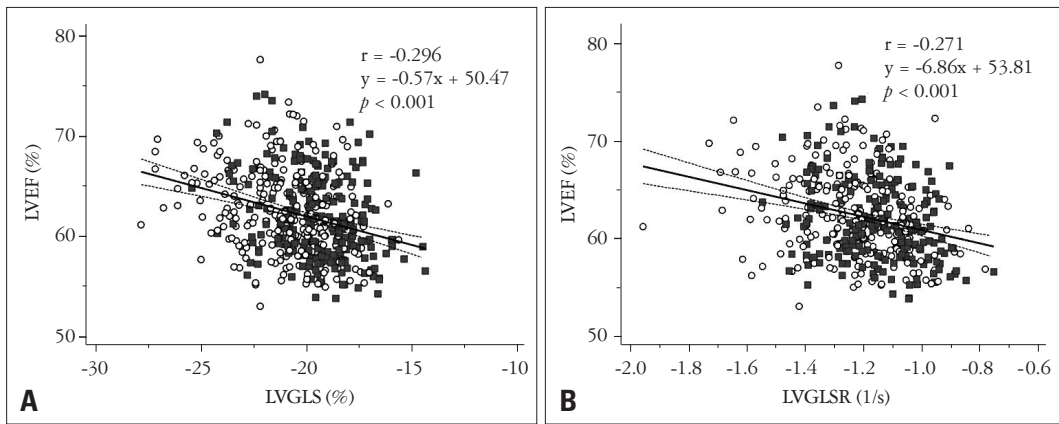 80
70
60
50
LVEF (%)
r = -0.296
y = -0.57x + 50.47
p < 0.001
-30
-25
-20
-15
-10
LVGLS (%)
A
80
70
60
50
LVEF (%)
r = -0.271
y = -6.86x + 53.81
p < 0.001
-2.0
-1.8
-1.6
-1.4
-1.2
-1.0
-0.8
-0.6
LVGLSR (1/s)
B